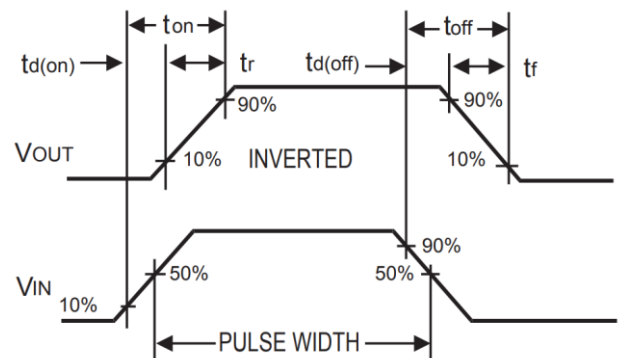 ton
toff
td(on)
tr
td(off)
tf
90%
90%
VOUT
10%
INVERTED
10%
90%
VIN
50%
50%
10%
PULSE WIDTH